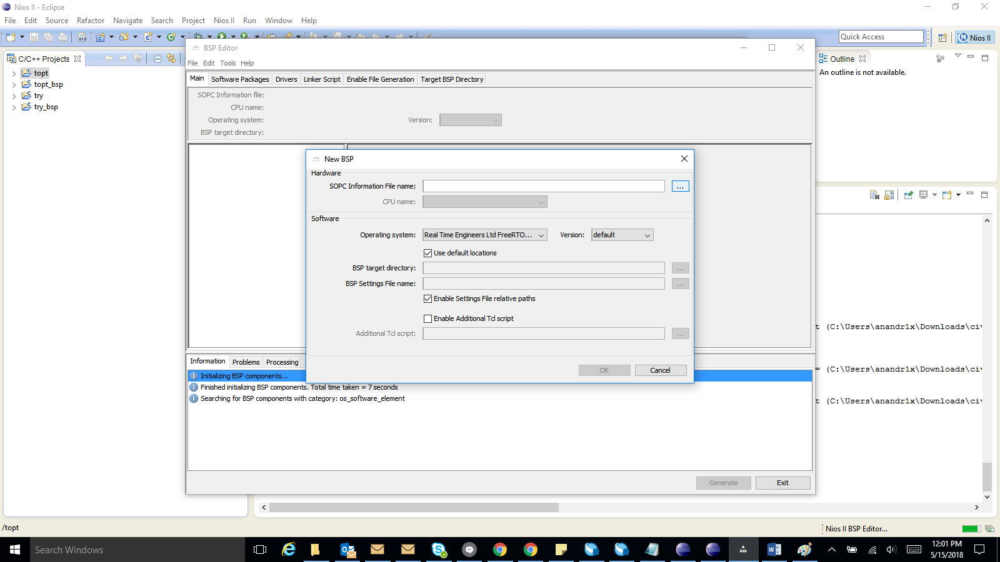 Nios II - Eclipse
File Edit Source Refactor Navigate Search Project Nios II Run Window Help
Quick Access
Nios II
C/C++ Projects
topt
topt_bsp
try
try_bsp
BSP Editor
File Edit Tools Help
Main Software Packages Drivers Linker Script Enable File Generation Target BSP Directory
SOPC Information file:
CPU name:
Operating system: Version:
BSP target directory:
New BSP
Hardware
SOPC Information File name: ...
CPU name:
Software
Operating system: Real Time Engineers Ltd FreeRTO... Version: default
Use default locations
BSP target directory: ...
BSP Settings File name: ...
Enable Settings File relative paths
Enable Additional Tcl script
Additional Tcl script: ...
OK Cancel
Information Problems Processing
Initializing BSP components...
Finished initializing BSP components. Total time taken = 7 seconds
Searching for BSP components with category: os_software_element
Generate Exit
Outline
An outline is not available.
t (C:\Users\anandr1x\Downloads\ci
= (C:\Users\anandr1x\Downloads\ci
t (C:\Users\anandr1x\Downloads\ci
/topt
Nios II BSP Editor...
Search Windows
12:01 PM
5/15/2018